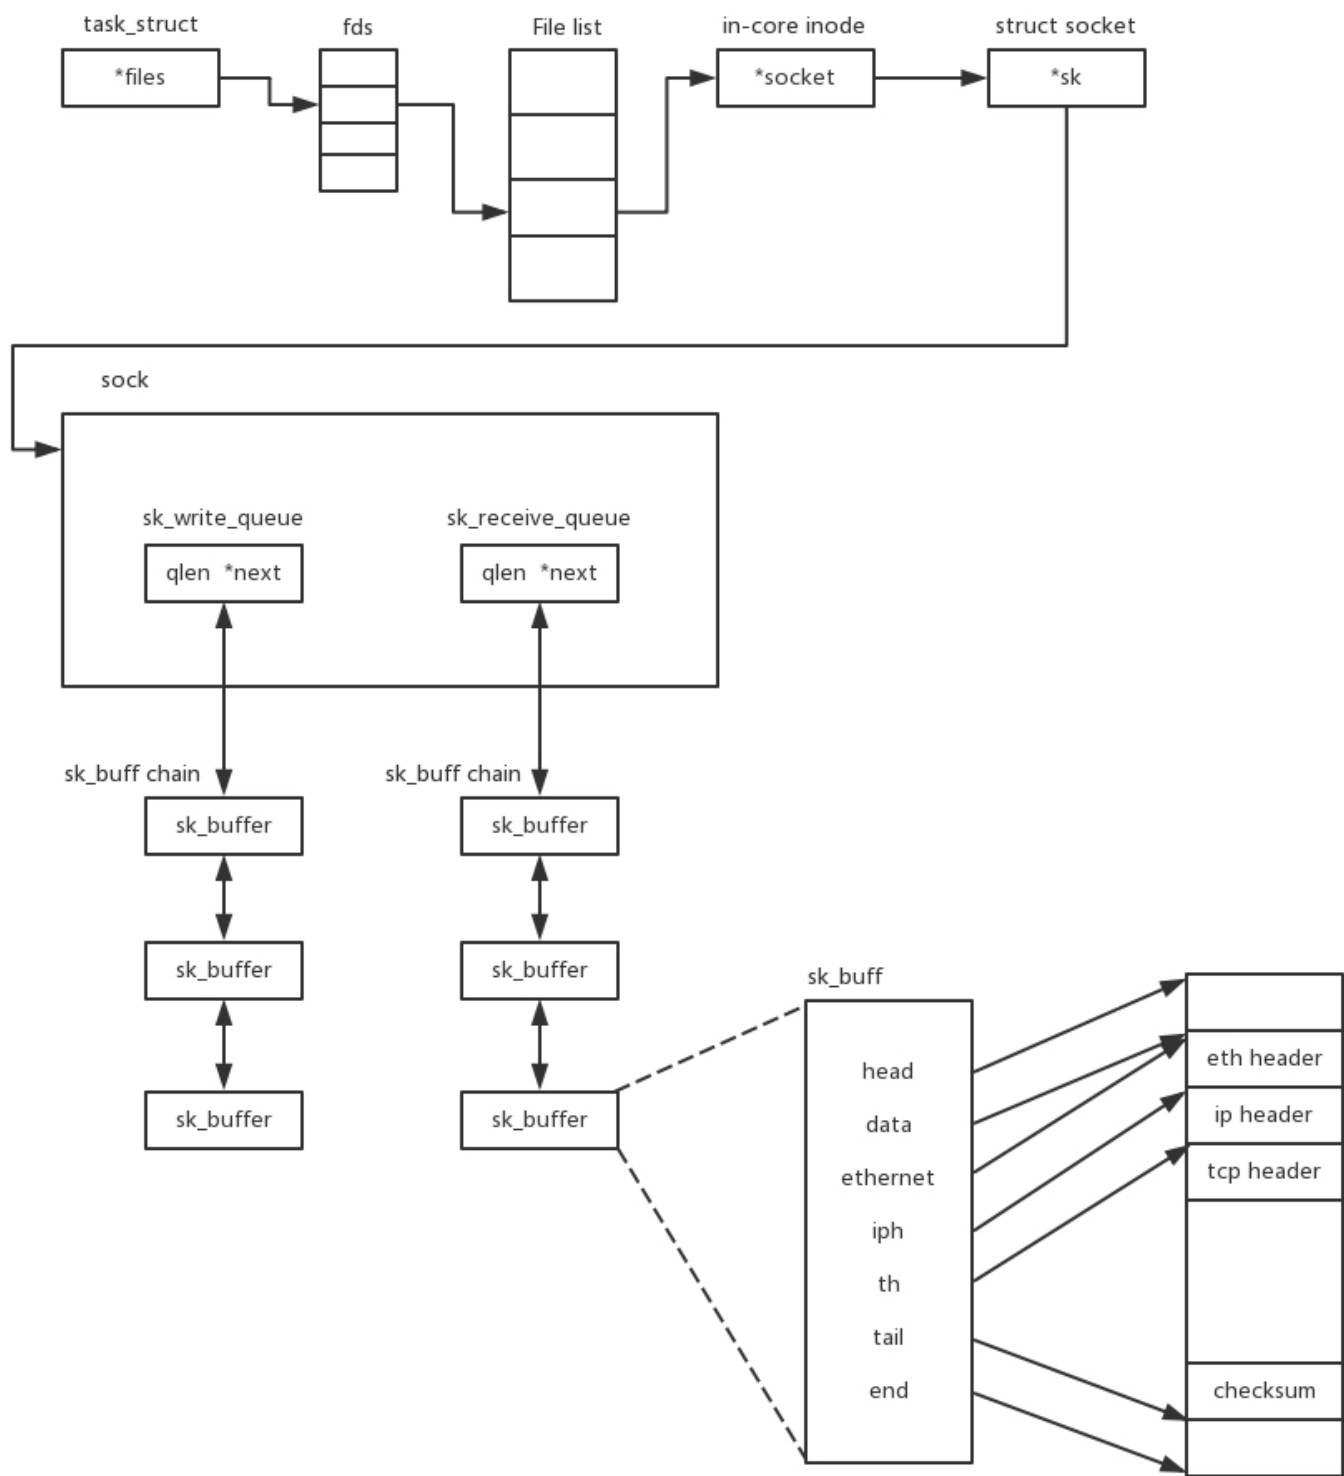 task_struct
fds
File list
in-core inode
struct socket
*files
*socket
*sk
sock
sk_write_queue
sk_receive_queue
qlen *next
qlen *next
sk_buff chain
sk_buff chain
sk_buffer
sk_buffer
sk_buffer
sk_buffer
sk_buffer
sk_buffer
sk_buff
head
data
ethernet
iph
th
tail
end
eth header
ip header
tcp header
checksum